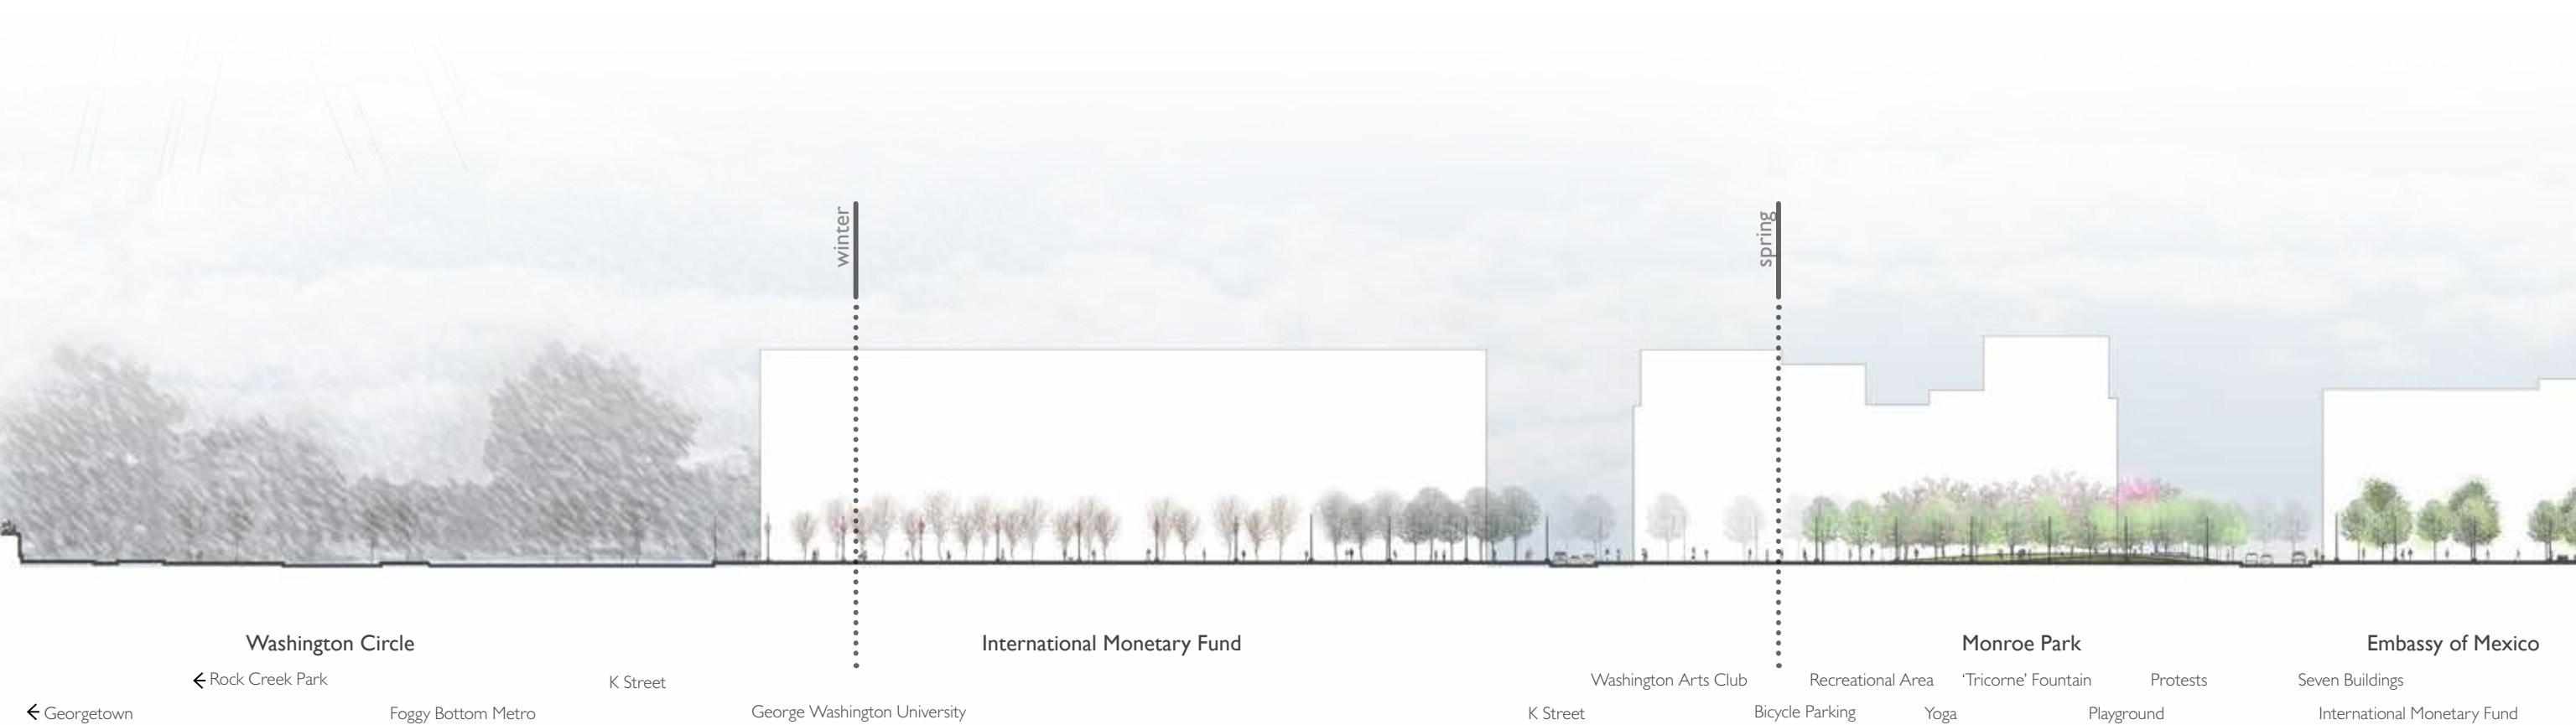 winter
spring
Washington Circle
International Monetary Fund
Monroe Park
Embassy of Mexico
Rock Creek Park
K Street
Washington Arts Club
Recreational Area
‘Tricorne’ Fountain
Protests
Seven Buildings
Georgetown
Foggy Bottom Metro
George Washington University
K Street
Bicycle Parking
Yoga
Playground
International Monetary Fund